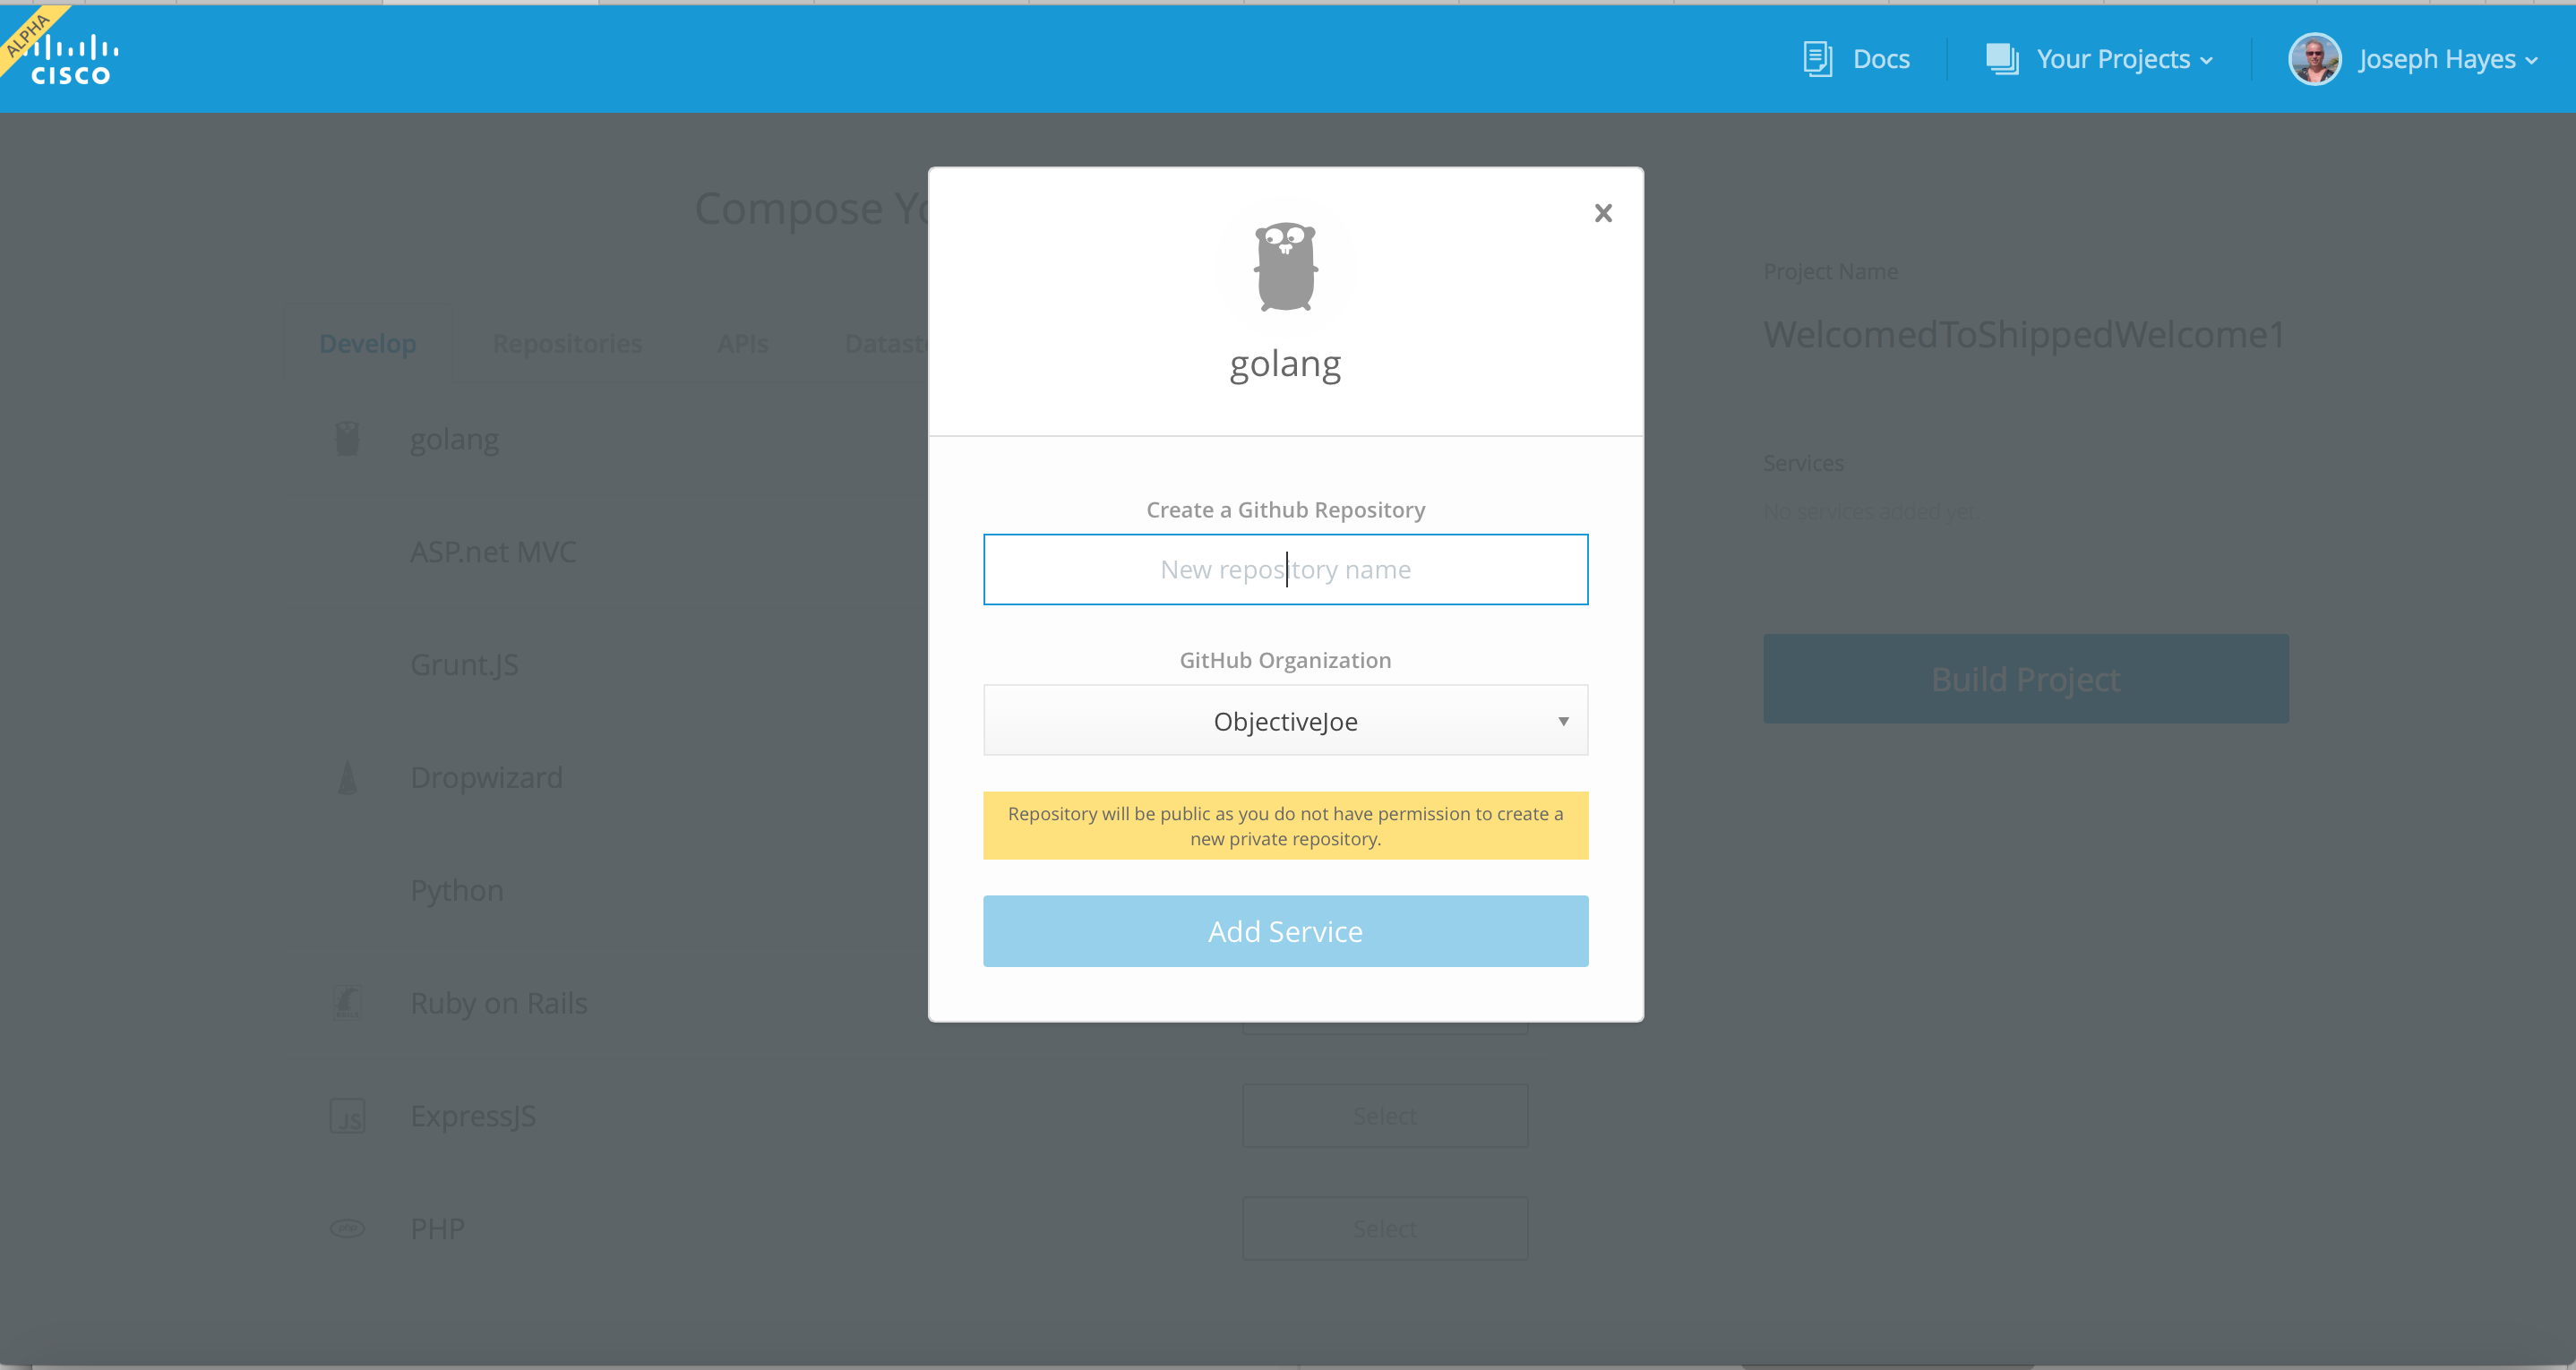 ALPHA
CISCO
Docs
Your Projects
Joseph Hayes
Compose Yo
Develop
Repositories
APIs
Datast
golang
ASP.net MVC
Grunt.JS
Dropwizard
Python
Ruby on Rails
JS
ExpressJS
Select
php
PHP
Select
golang
Create a Github Repository
New repository name
GitHub Organization
ObjectiveJoe
Repository will be public as you do not have permission to create a
new private repository.
Add Service
Project Name
WelcomedToShippedWelcome1
Services
No services added yet.
Build Project